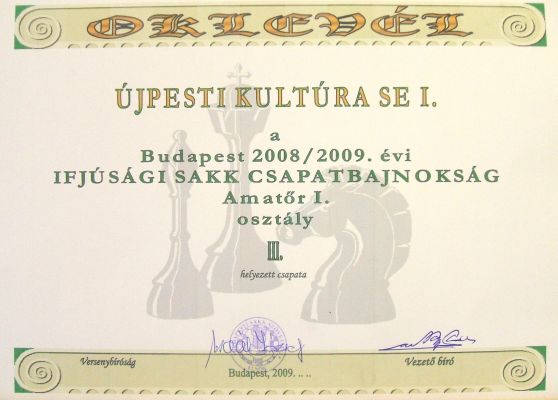 OKLEVÉL
ÚJPESTI KULTÚRA SE I.
a
Budapest 2008/2009. évi
IFJÚSÁGI SAKK CSAPATBAJNOKSÁG
Amatőr I.
osztály
III.
helyezett csapata
Versenybíróság
Vezető bíró
Budapest, 2009. .. ..